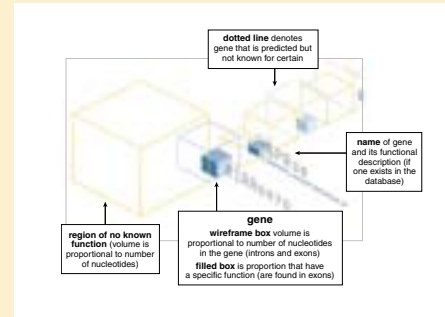 dotted line denotes
gene that is predicted but
not known for certain
name of gene
and its functional
description (if
one exists in the
database)
region of no known
function (volume is
proportional to number
of nucleotides)
gene
wireframe box volume is
proportional to number of nucleotides
in the gene (introns and exons)
filled box is proportion that have
a specific function (are found in exons)